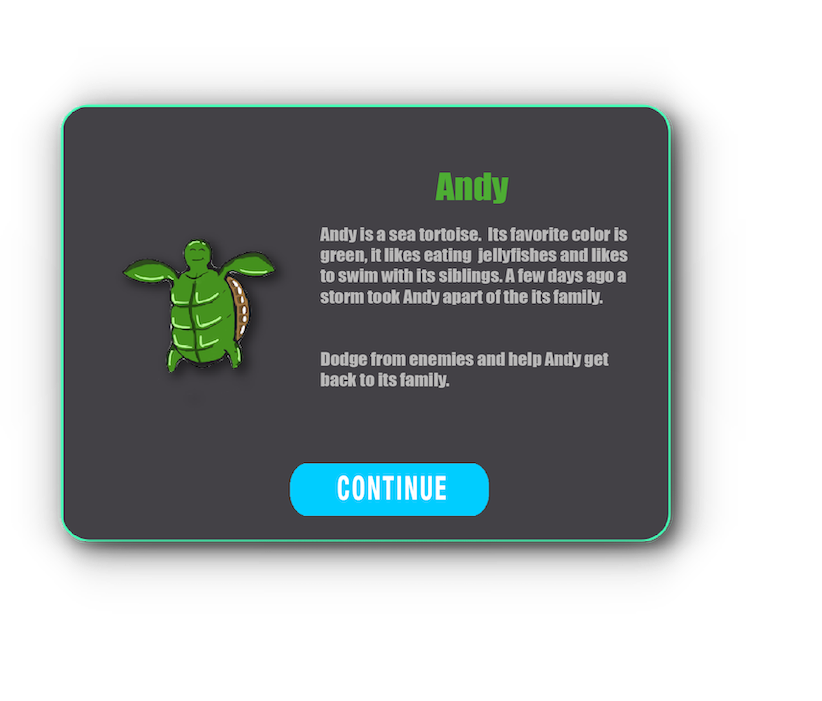 Andy
Andy is a sea tortoise.  Its favorite color is
green, it likes eating  jellyfishes and likes
to swim with its siblings. A few days ago a
storm took Andy apart of the its family.
Dodge from enemies and help Andy get
back to its family.
CONTINUE